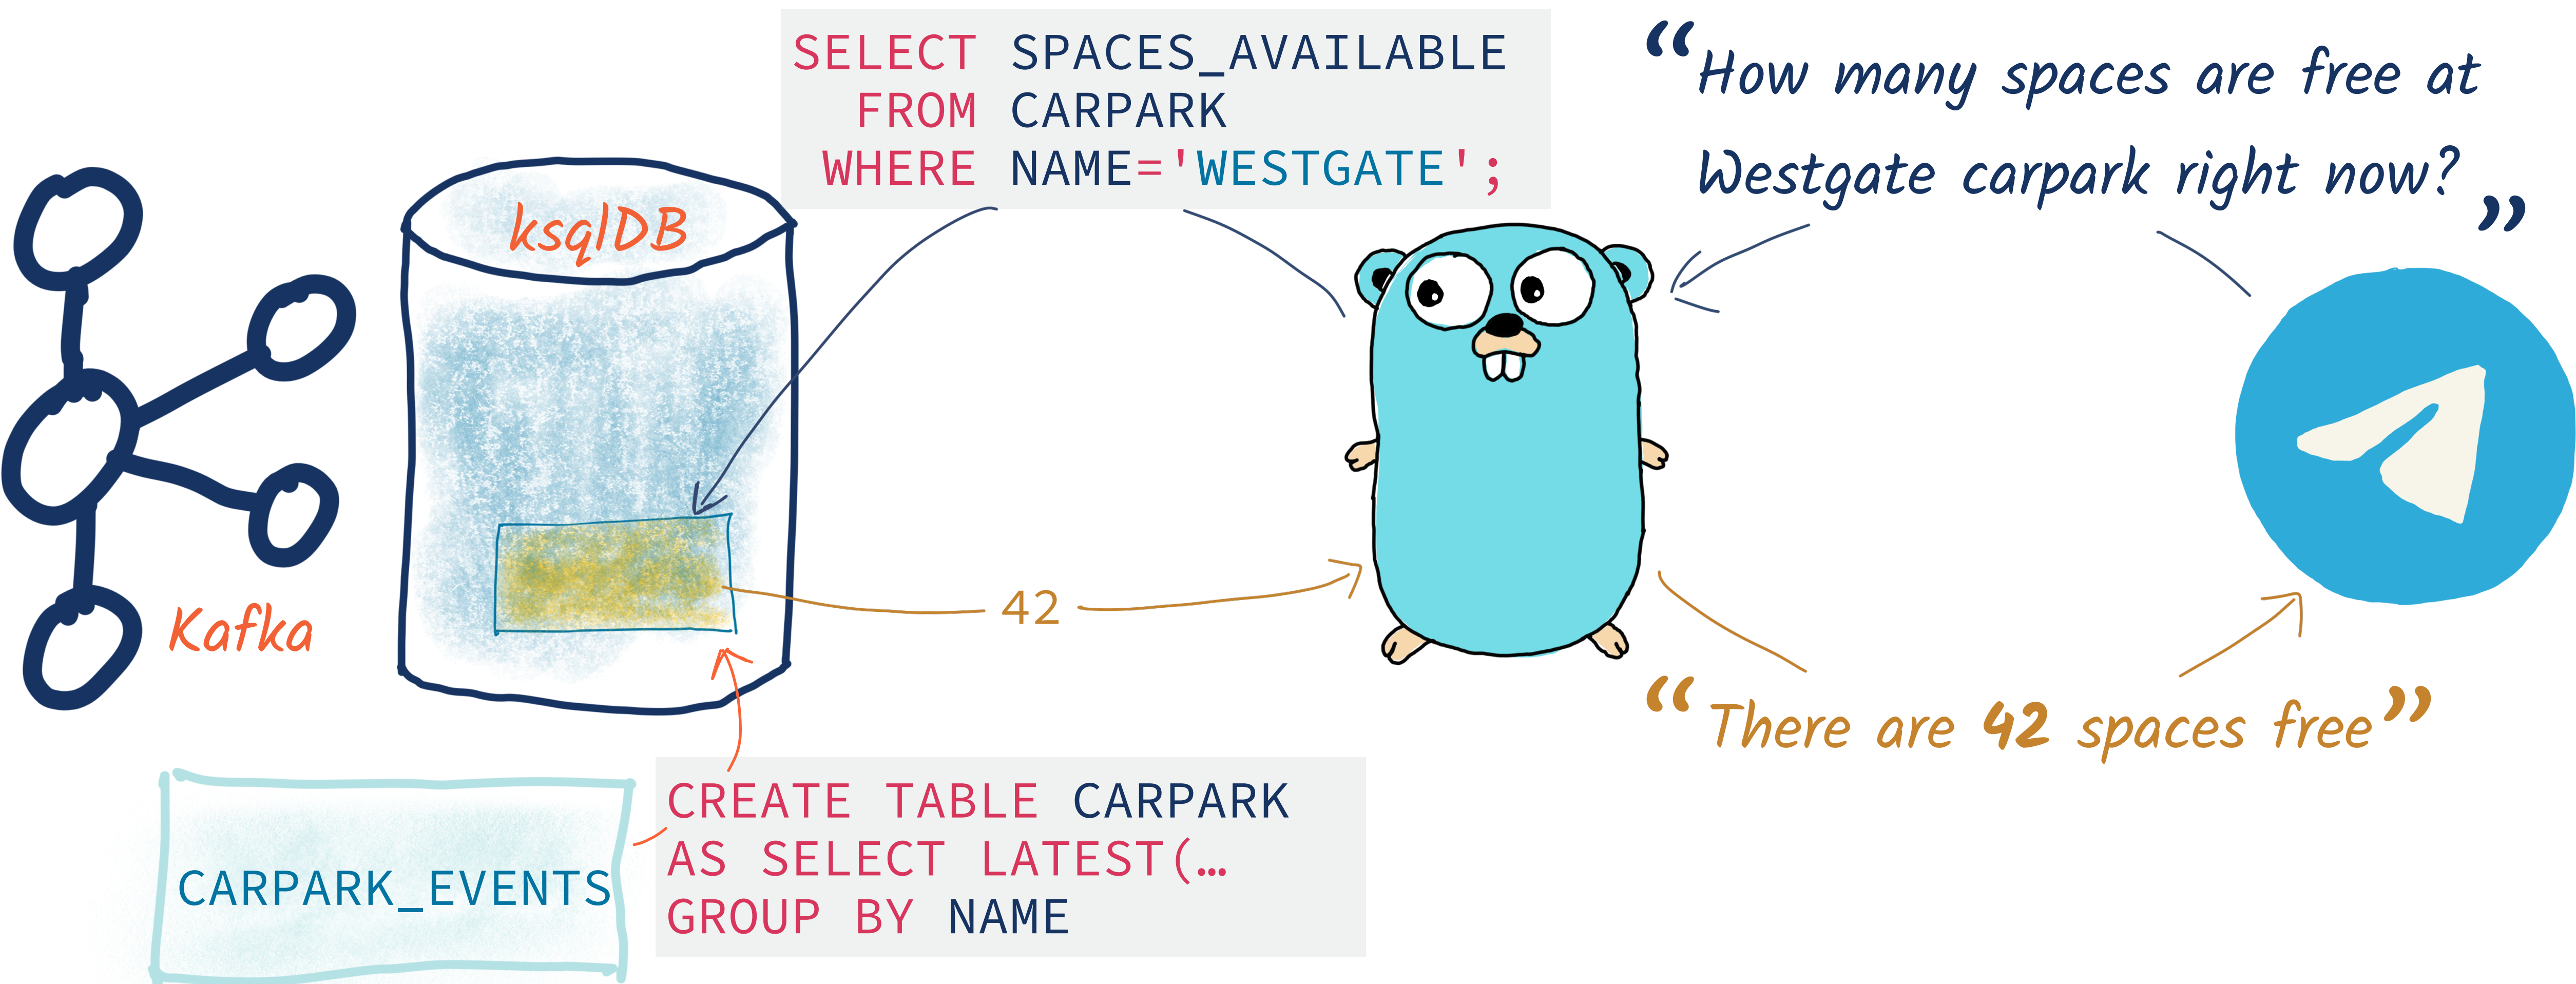 SELECT SPACES_AVAILABLE
FROM CARPARK
WHERE NAME='WESTGATE';
“How many spaces are free at
Westgate carpark right now?”
ksqlDB
Kafka
42
“There are 42 spaces free”
CREATE TABLE CARPARK
AS SELECT LATEST(…
GROUP BY NAME
CARPARK_EVENTS